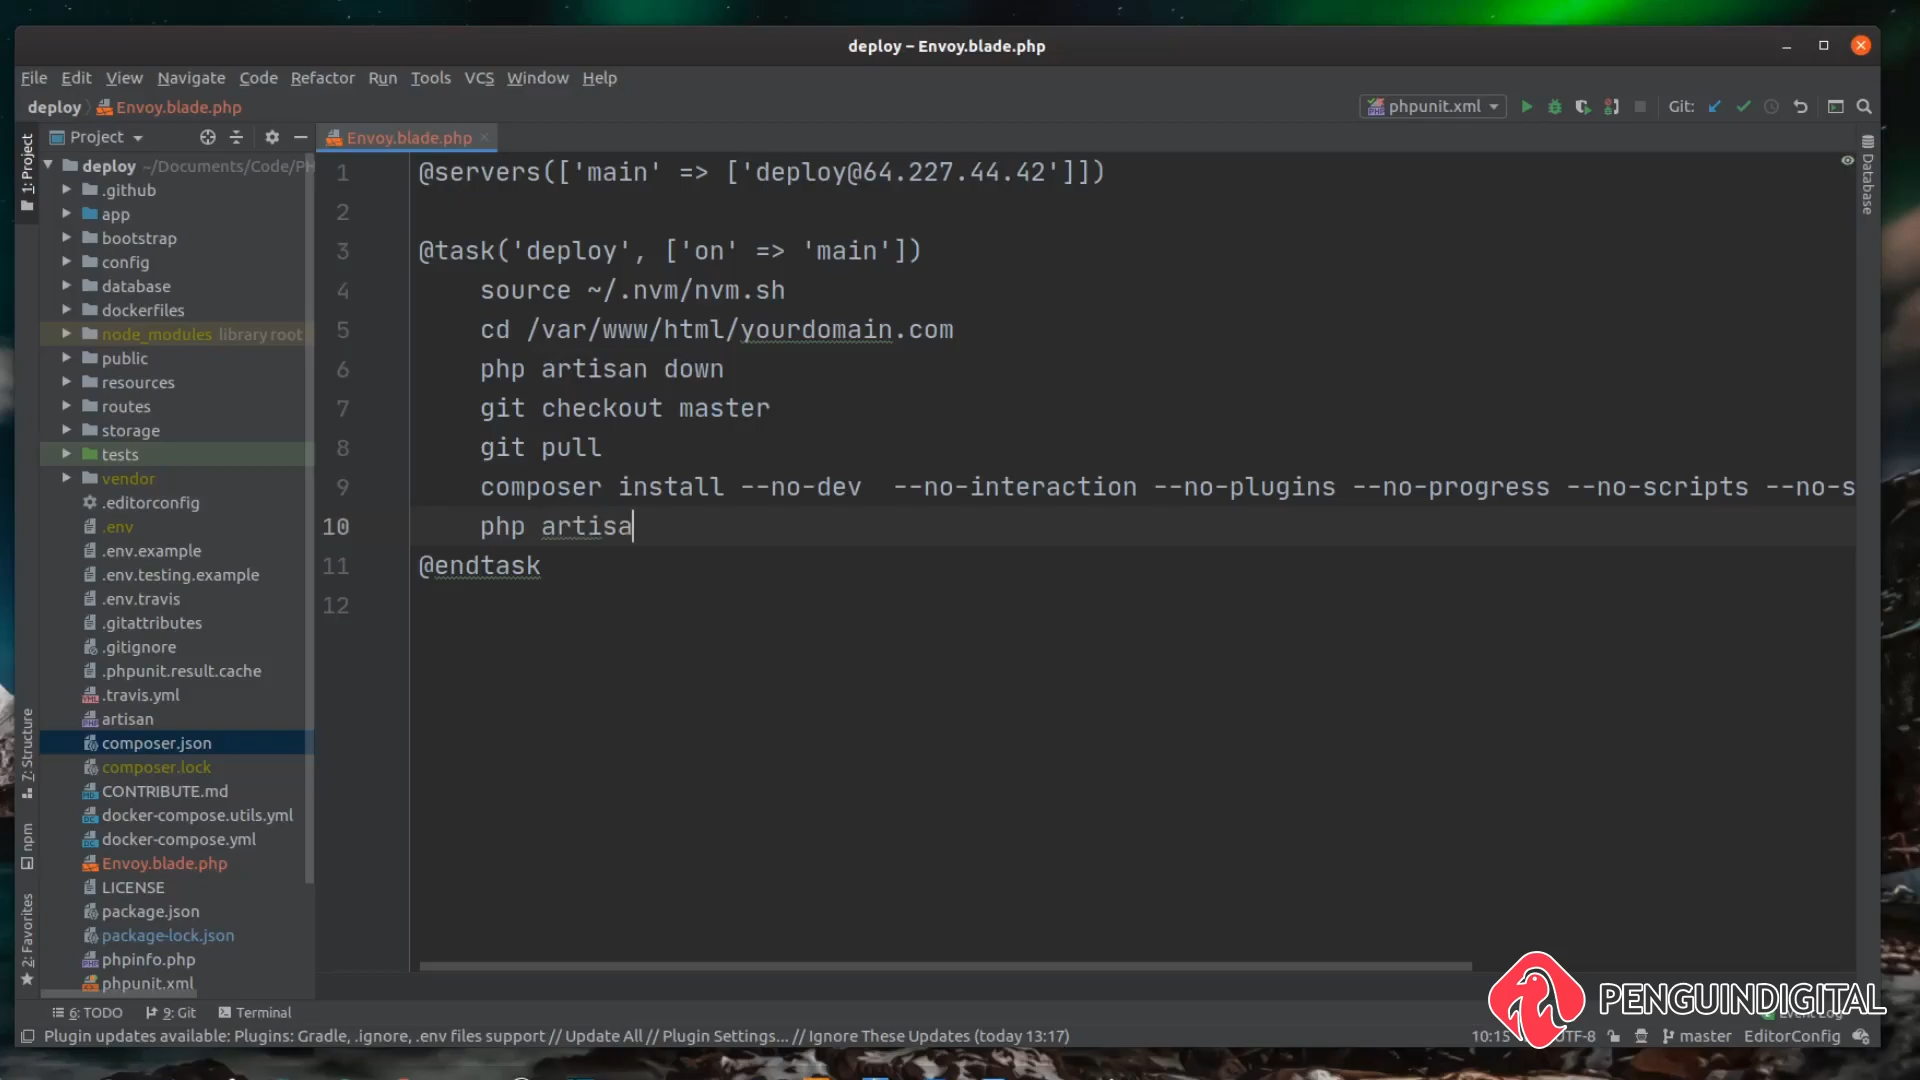 deploy – Envoy.blade.php
File Edit View Navigate Code Refactor Run Tools VCS Window Help
deploy Envoy.blade.php
phpunit.xml Git:
Project
Envoy.blade.php
1: Project
7: Structure
npm
2: Favorites
Database
deploy ~/Documents/Code/PH
.github
app
bootstrap
config
database
dockerfiles
node_modules library root
public
resources
routes
storage
tests
vendor
.editorconfig
.env
.env.example
.env.testing.example
.env.travis
.gitattributes
.gitignore
.phpunit.result.cache
.travis.yml
artisan
composer.json
composer.lock
CONTRIBUTE.md
docker-compose.utils.yml
docker-compose.yml
Envoy.blade.php
LICENSE
package.json
package-lock.json
phpinfo.php
phpunit.xml
1 @servers(['main' => ['deploy@64.227.44.42']])
2
3 @task('deploy', ['on' => 'main'])
4 source ~/.nvm/nvm.sh
5 cd /var/www/html/yourdomain.com
6 php artisan down
7 git checkout master
8 git pull
9 composer install --no-dev  --no-interaction --no-plugins --no-progress --no-scripts --no-s
10 php artisa
11 @endtask
12
PENGUINDIGITAL
6: TODO 9: Git Terminal Event Log
Plugin updates available: Plugins: Gradle, .ignore, .env files support // Update All // Plugin Settings... // Ignore These Updates (today 13:17)
10:15 UTF-8 master EditorConfig